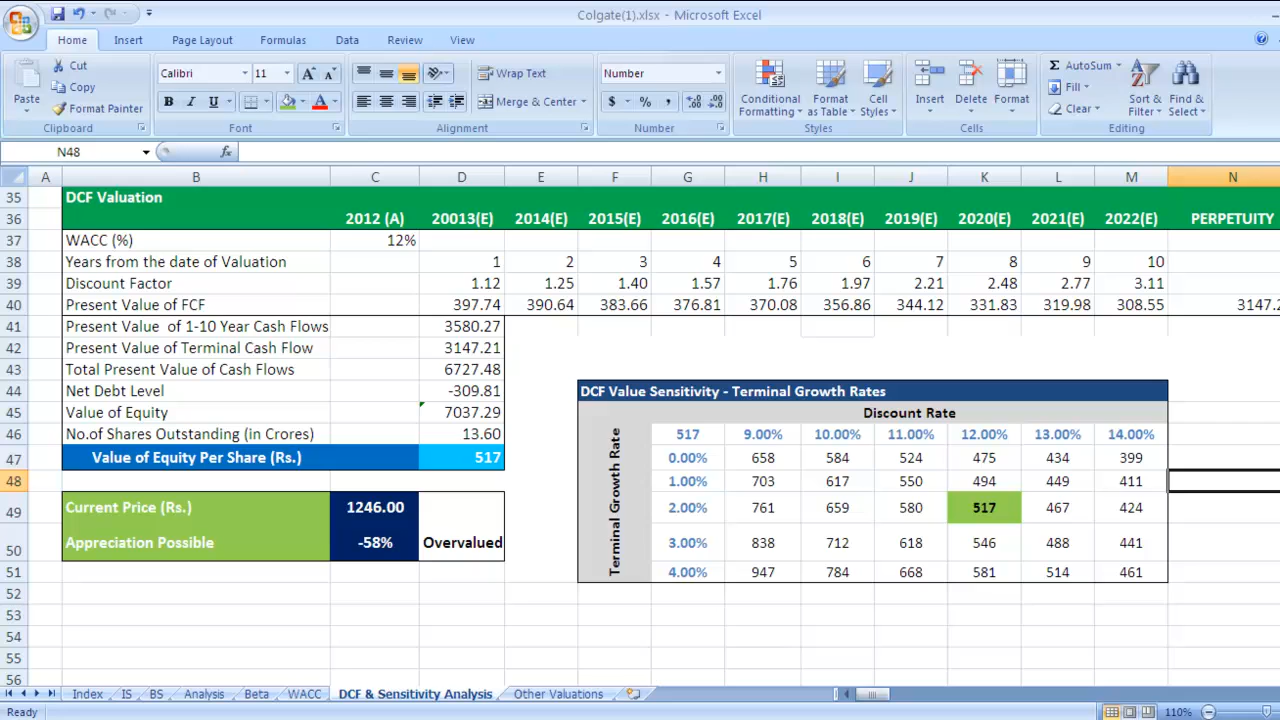 Colgate(1).xlsx - Microsoft Excel
Home Insert Page Layout Formulas Data Review View
Cut
Copy
Format Painter
Paste
Clipboard
Calibri 11
B I U
Font
Wrap Text
Merge & Center
Alignment
Number
$ % ,
Number
Conditional Formatting
Format as Table
Cell Styles
Styles
Insert Delete Format
Cells
AutoSum
Fill
Clear
Sort & Filter
Find & Select
Editing
N48 fx
A B C D E F G H I J K L M N
35 DCF Valuation
36 2012 (A) 20013(E) 2014(E) 2015(E) 2016(E) 2017(E) 2018(E) 2019(E) 2020(E) 2021(E) 2022(E) PERPETUITY
37 WACC (%) 12%
38 Years from the date of Valuation 1 2 3 4 5 6 7 8 9 10
39 Discount Factor 1.12 1.25 1.40 1.57 1.76 1.97 2.21 2.48 2.77 3.11
40 Present Value of FCF 397.74 390.64 383.66 376.81 370.08 356.86 344.12 331.83 319.98 308.55 3147.2
41 Present Value of 1-10 Year Cash Flows 3580.27
42 Present Value of Terminal Cash Flow 3147.21
43 Total Present Value of Cash Flows 6727.48
44 Net Debt Level -309.81 DCF Value Sensitivity - Terminal Growth Rates
45 Value of Equity 7037.29 Discount Rate
46 No.of Shares Outstanding (in Crores) 13.60 517 9.00% 10.00% 11.00% 12.00% 13.00% 14.00%
47 Value of Equity Per Share (Rs.) 517 0.00% 658 584 524 475 434 399
48 1.00% 703 617 550 494 449 411
49 Current Price (Rs.) 1246.00 2.00% 761 659 580 517 467 424
50 Appreciation Possible -58% Overvalued 3.00% 838 712 618 546 488 441
51 4.00% 947 784 668 581 514 461
Terminal Growth Rate
52
53
54
55
56
Index IS BS Analysis Beta WACC DCF & Sensitivity Analysis Other Valuations
Ready 110%